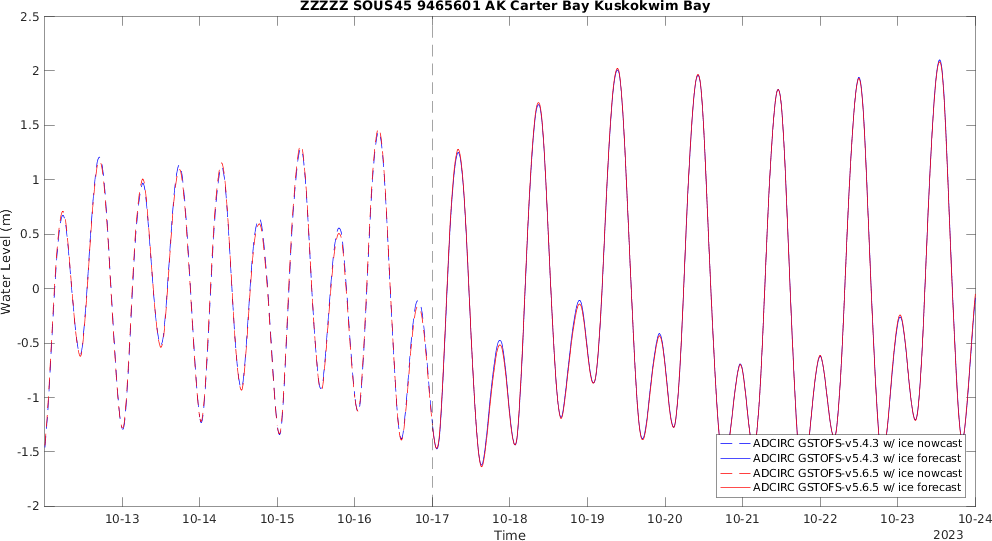 ZZZZZ SOUS45 9465601 AK Carter Bay Kuskokwim Bay
2.5
2
1.5
1
0.5
0
-0.5
-1
-1.5
-2
Water Level (m)
ADCIRC GSTOFS-v5.4.3 w/ ice nowcast
ADCIRC GSTOFS-v5.4.3 w/ ice forecast
ADCIRC GSTOFS-v5.6.5 w/ ice nowcast
ADCIRC GSTOFS-v5.6.5 w/ ice forecast
10-13 10-14 10-15 10-16 10-17 10-18 10-19 10-20 10-21 10-22 10-23 10-24
Time
2023